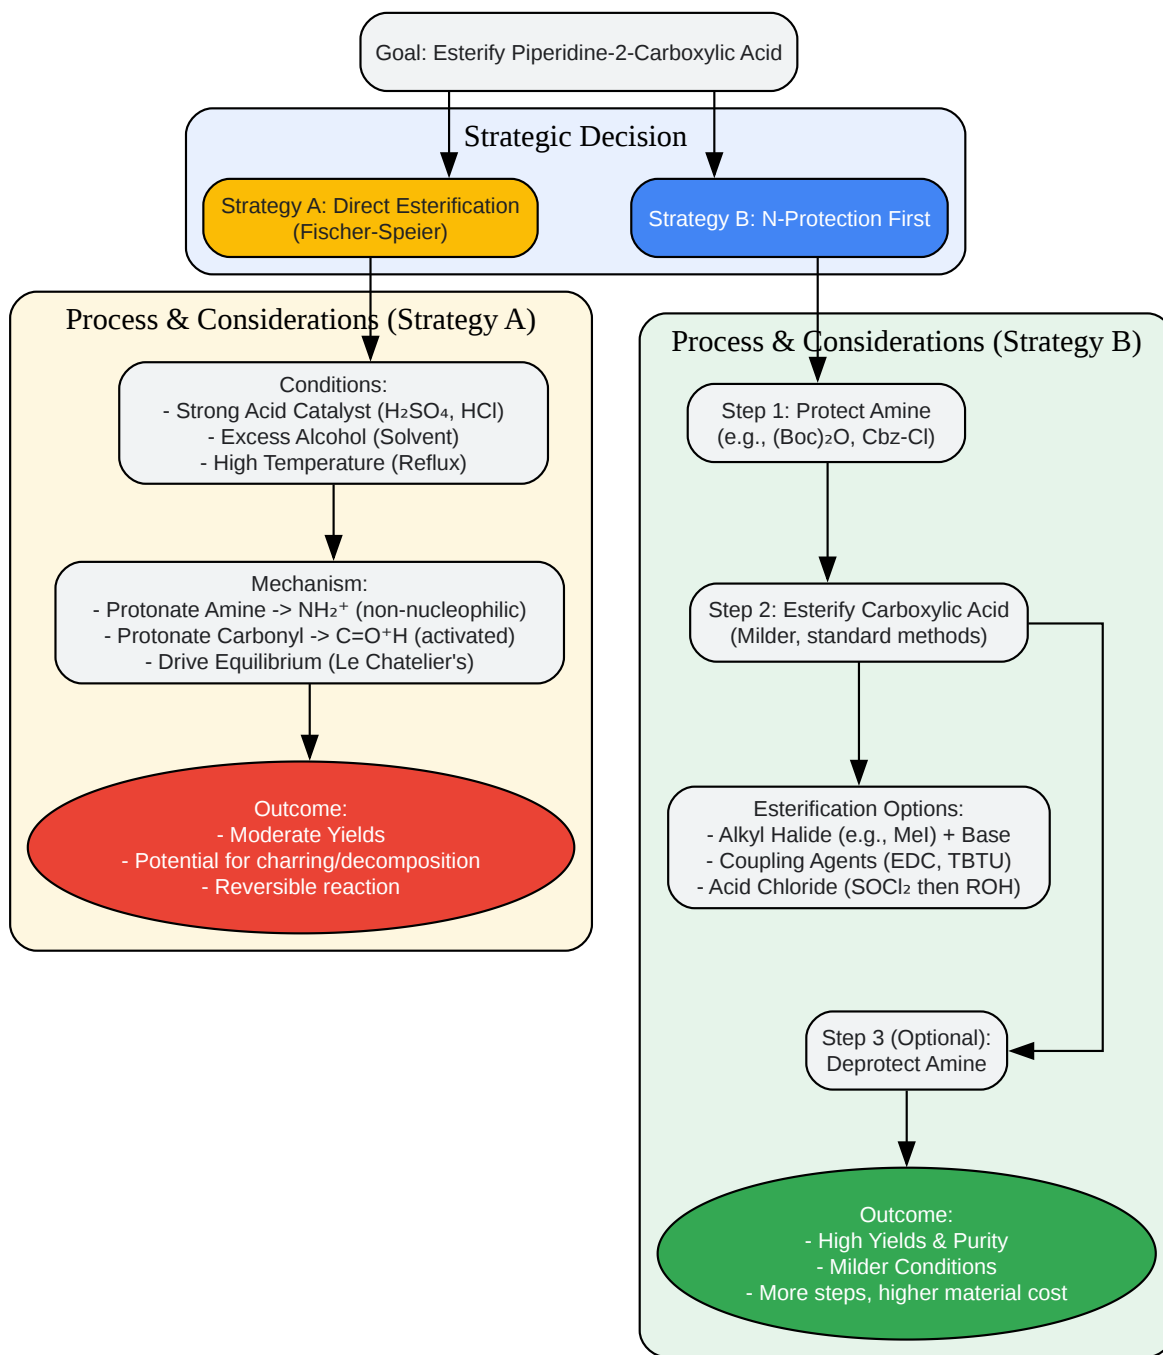 Goal: Esterify Piperidine-2-Carboxylic Acid
Strategic Decision
Strategy A: Direct Esterification
(Fischer-Speier)
Strategy B: N-Protection First
Process & Considerations (Strategy A)
Conditions:
- Strong Acid Catalyst (H₂SO₄, HCl)
- Excess Alcohol (Solvent)
- High Temperature (Reflux)
Mechanism:
- Protonate Amine -> NH₂⁺ (non-nucleophilic)
- Protonate Carbonyl -> C=O⁺H (activated)
- Drive Equilibrium (Le Chatelier's)
Outcome:
- Moderate Yields
- Potential for charring/decomposition
- Reversible reaction
Process & Considerations (Strategy B)
Step 1: Protect Amine
(e.g., (Boc)₂O, Cbz-Cl)
Step 2: Esterify Carboxylic Acid
(Milder, standard methods)
Esterification Options:
- Alkyl Halide (e.g., MeI) + Base
- Coupling Agents (EDC, TBTU)
- Acid Chloride (SOCl₂ then ROH)
Step 3 (Optional):
Deprotect Amine
Outcome:
- High Yields & Purity
- Milder Conditions
- More steps, higher material cost